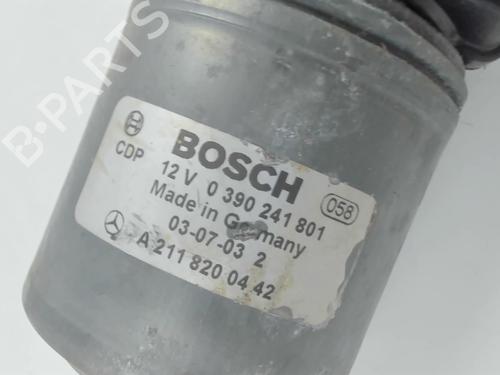 B-PARTS
BOSCH
CDP
12 V 0 390 241 801
058
Made in Germany
03-07-03 2
A 211 820 04 42